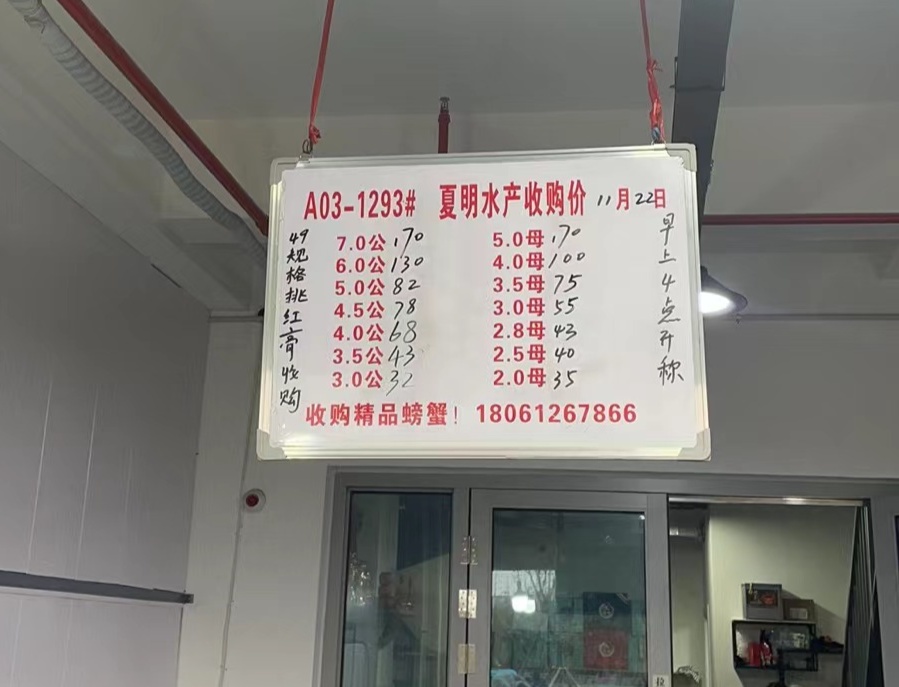 A03-1293# 夏明水产收购价 11月22日
49规格挑红膏收购
7.0公 170 5.0母 170
6.0公 130 4.0母 100
5.0公 82 3.5母 75
4.5公 78 3.0母 55
4.0公 68 2.8母 43
3.5公 43 2.5母 40
3.0公 32 2.0母 35
早上4点开称
收购精品螃蟹! 18061267866